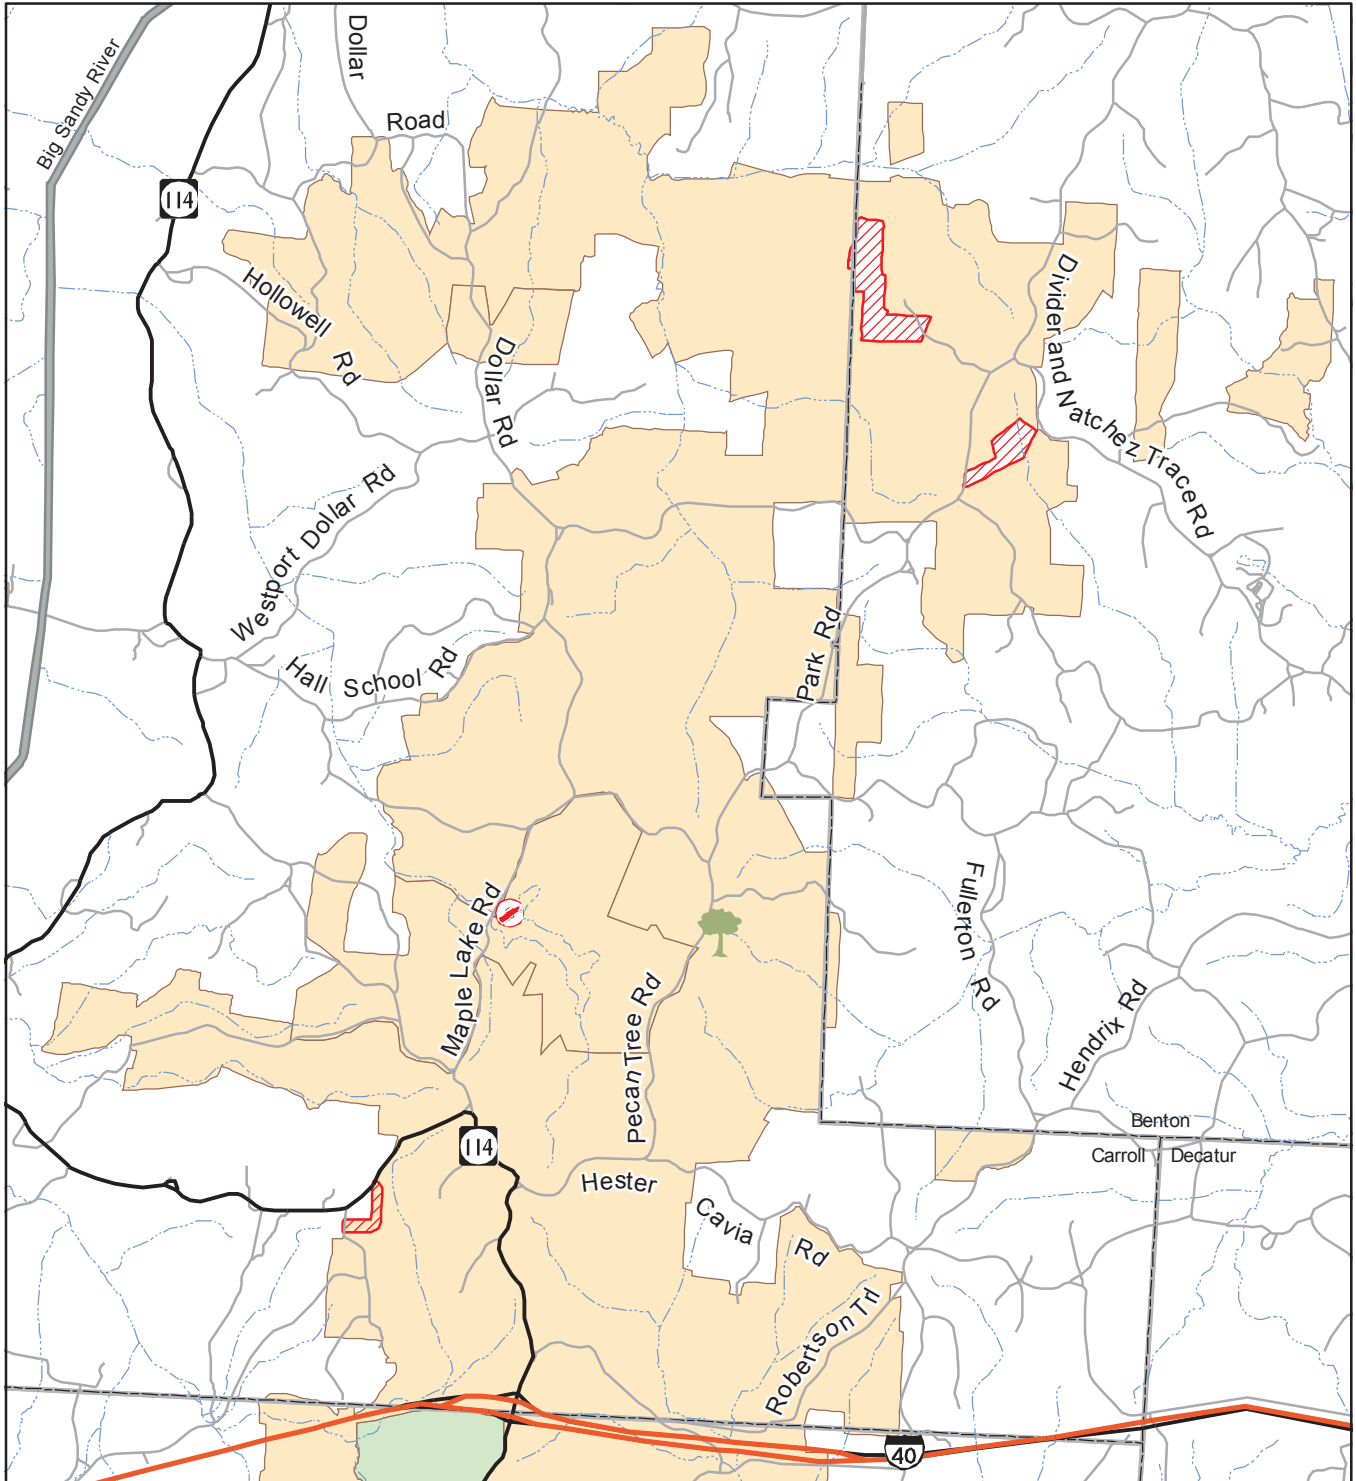 Dollar
Road
Big Sandy River
114
Hollowell
Rd
Dollar Rd
Divider and Natchez Trace Rd
Westport Dollar Rd
Hall School Rd
Park Rd
Maple Lake Rd
Fullerton
Rd
Pecan Tree Rd
Hendrix Rd
Benton
Carroll
Decatur
114
Hester
Cavia
Rd
Robertson Trl
40